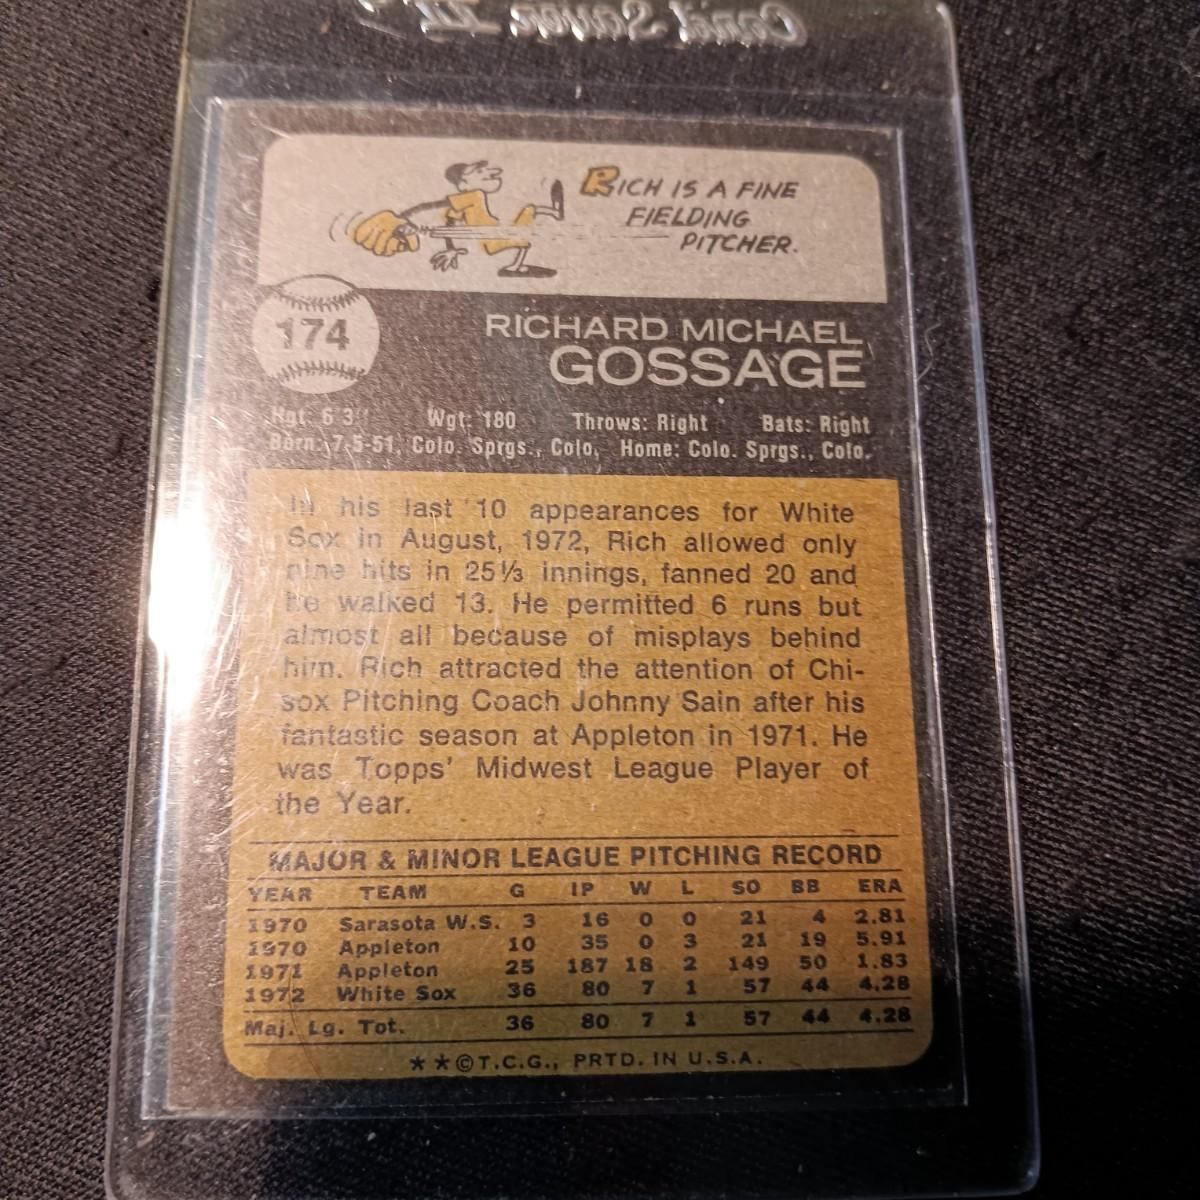 Card Saver II
RICH IS A FINE
FIELDING
PITCHER.
174
RICHARD MICHAEL
GOSSAGE
Hgt: 6'3" Wgt: 180 Throws: Right Bats: Right
Born: 7-5-51, Colo. Sprgs., Colo. Home: Colo. Sprgs., Colo.
In his last 10 appearances for White
Sox in August, 1972, Rich allowed only
nine hits in 25⅓ innings, fanned 20 and
he walked 13. He permitted 6 runs but
almost all because of misplays behind
him. Rich attracted the attention of Chi-
sox Pitching Coach Johnny Sain after his
fantastic season at Appleton in 1971. He
was Topps' Midwest League Player of
the Year.
MAJOR & MINOR LEAGUE PITCHING RECORD
YEAR TEAM G IP W L SO BB ERA
1970 Sarasota W.S. 3 16 0 0 21 4 2.81
1970 Appleton 10 35 0 3 21 19 5.91
1971 Appleton 25 187 18 2 149 50 1.83
1972 White Sox 36 80 7 1 57 44 4.28
Maj. Lg. Tot. 36 80 7 1 57 44 4.28
★★©T.C.G., PRTD. IN U.S.A.